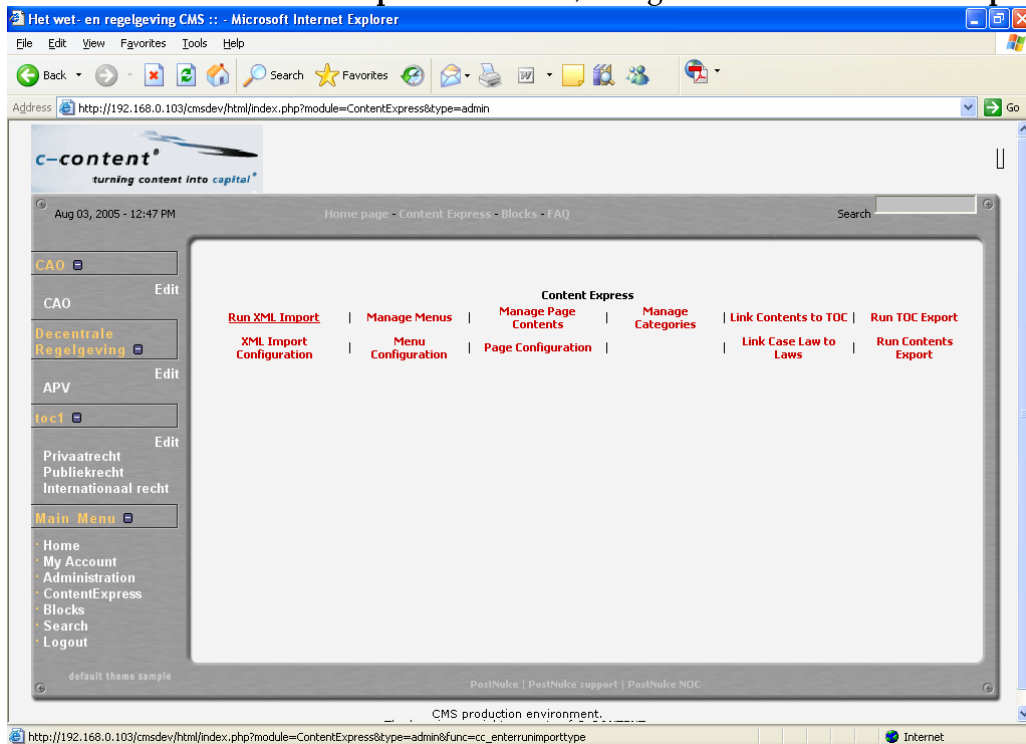 Het wet- en regelgeving CMS :: - Microsoft Internet Explorer
File Edit View Favorites Tools Help
Back Search Favorites
Address http://192.168.0.103/cmsdev/html/index.php?module=ContentExpress&type=admin Go
c-content®
turning content into capital®
Aug 03, 2005 - 12:47 PM Home page - Content Express - Blocks - FAQ Search
CAO
Edit
CAO
Decentrale
Regelgeving
Edit
APV
toc1
Edit
Privaatrecht
Publiekrecht
Internationaal recht
Main Menu
· Home
· My Account
· Administration
· ContentExpress
· Blocks
· Search
· Logout
default theme sample
Content Express
Run XML Import | Manage Menus | Manage Page Contents | Manage Categories | Link Contents to TOC | Run TOC Export
XML Import Configuration | Menu Configuration | Page Configuration | | Link Case Law to Laws | Run Contents Export
PostNuke | PostNuke support | PostNuke NOC
CMS production environment.
http://192.168.0.103/cmsdev/html/index.php?module=ContentExpress&type=admin&func=cc_enterrunimporttype Internet